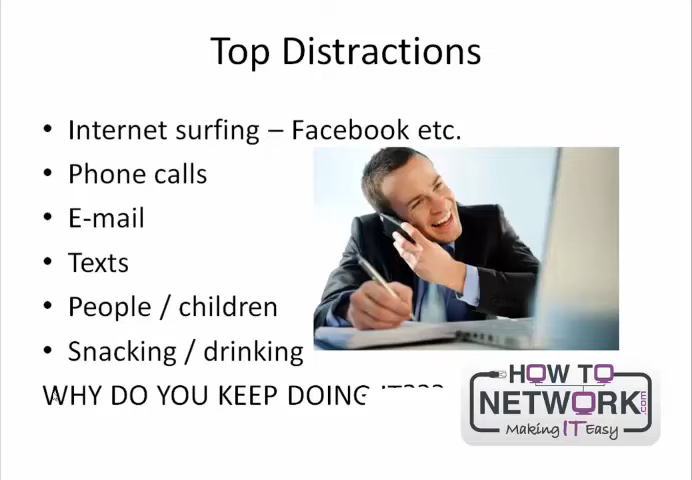 Top Distractions
• Internet surfing – Facebook etc.
• Phone calls
• E-mail
• Texts
• People / children
• Snacking / drinking
WHY DO YOU KEEP DOING IT???
HOW TO
NETWORK.com
Making IT Easy